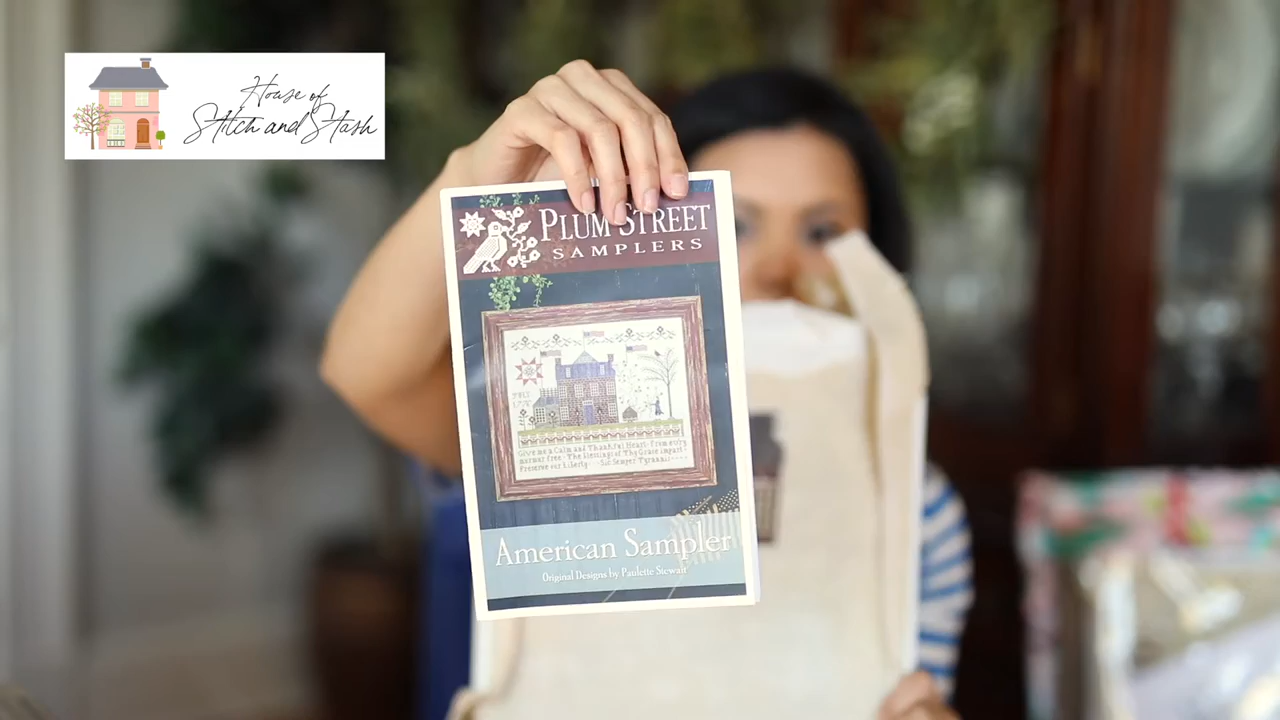 House of
Stitch and Stash
PLUM STREET
SAMPLERS
Give me a Calm and Thankful Heart · From every
murmur free · The blessings of Thy Grace impart ·
Preserve our Liberty · Sic Semper Tyrannis
American Sampler
Original Designs by Paulette Stewart